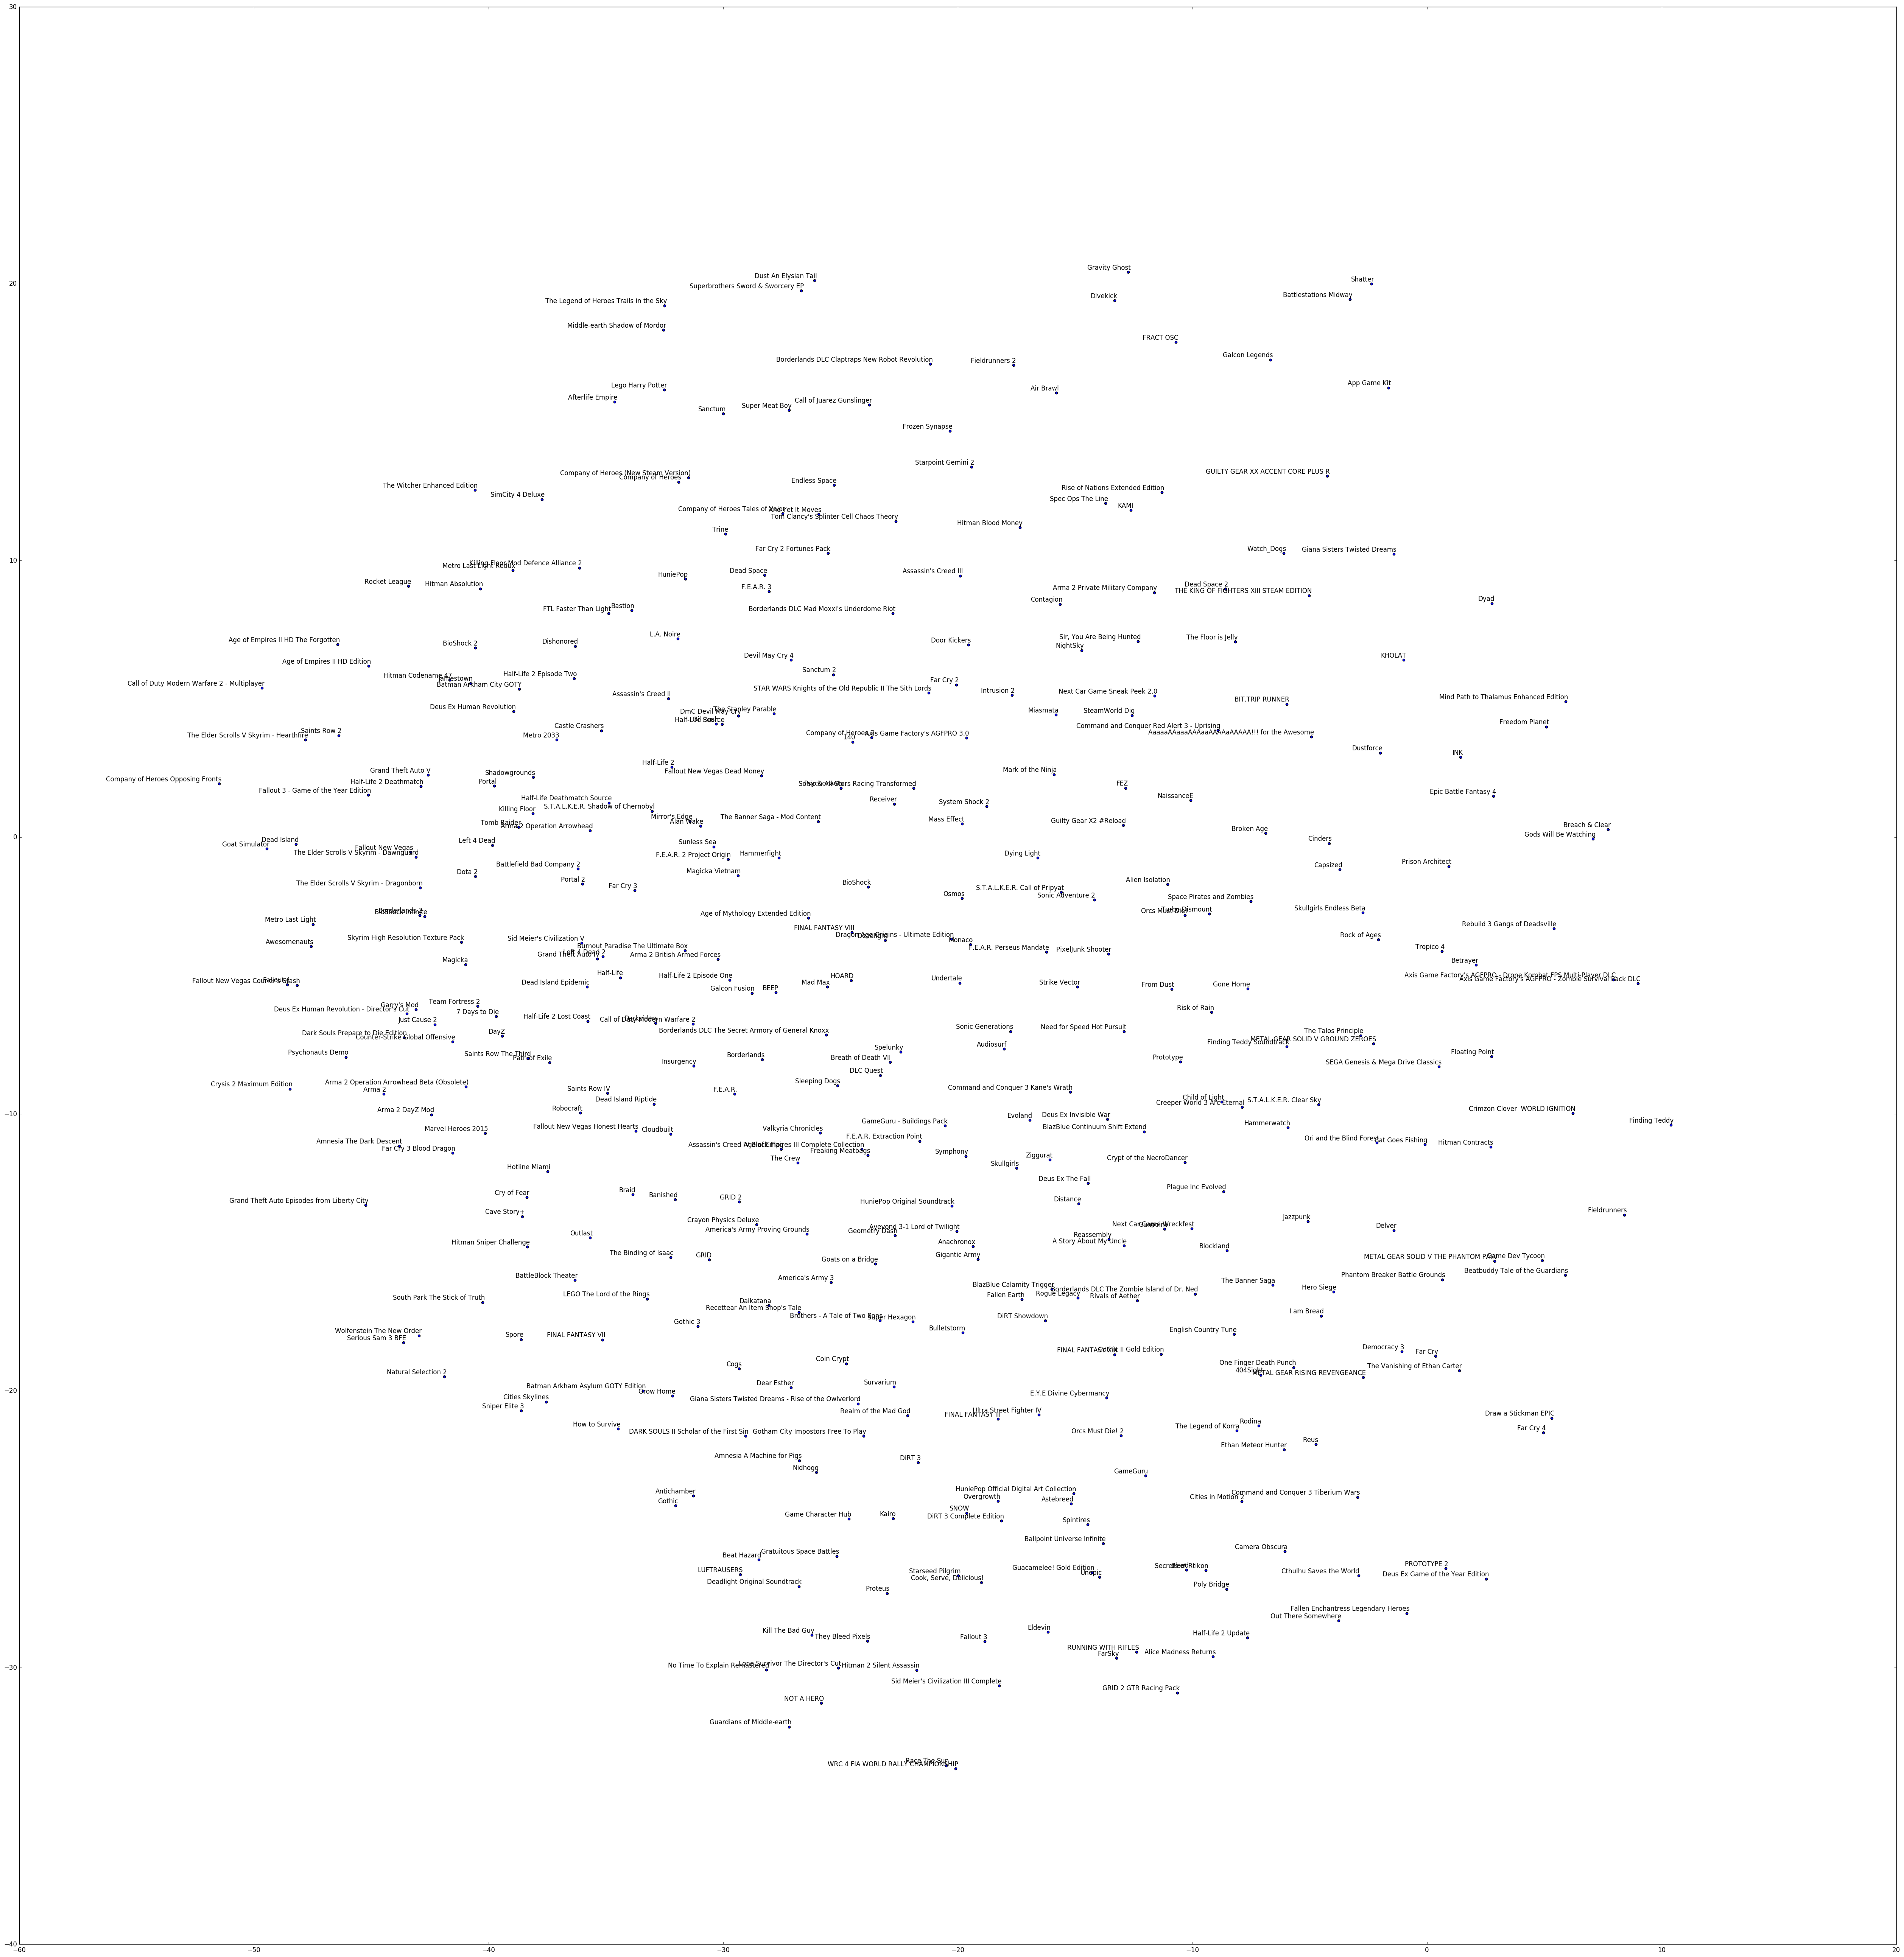 30
Gravity Ghost
Dust An Elysian Tail
Shatter
20
Superbrothers Sword & Sworcery EP
Battlestations Midway
Divekick
The Legend of Heroes Trails in the Sky
Middle-earth Shadow of Mordor
FRACT OSC
Galcon Legends
Borderlands DLC Claptraps New Robot Revolution
Fieldrunners 2
Lego Harry Potter
Air Brawl
App Game Kit
Afterlife Empire
Sanctum
Super Meat Boy
Call of Juarez Gunslinger
Frozen Synapse
Starpoint Gemini 2
Company of Heroes (New Steam Version)
Company of Heroes
GUILTY GEAR XX ACCENT CORE PLUS R
The Witcher Enhanced Edition
SimCity 4 Deluxe
Endless Space
Rise of Nations Extended Edition
Spec Ops The Line
KAMI
Company of Heroes Tales of Valor
And Yet It Moves
Tom Clancy's Splinter Cell Chaos Theory
Hitman Blood Money
Trine
Far Cry 2 Fortunes Pack
Watch_Dogs
Giana Sisters Twisted Dreams
10
Killing Floor Mod Defence Alliance 2
Metro Last Light Redux
Rocket League
Hitman Absolution
HuniePop
Dead Space
Assassin's Creed III
F.E.A.R. 3
Arma 2 Private Military Company
Dead Space 2
THE KING OF FIGHTERS XIII STEAM EDITION
Contagion
Dyad
FTL Faster Than Light
Bastion
Borderlands DLC Mad Moxxi's Underdome Riot
L.A. Noire
Age of Empires II HD The Forgotten
BioShock 2
Dishonored
Door Kickers
Sir, You Are Being Hunted
The Floor is Jelly
NightSky
Age of Empires II HD Edition
Devil May Cry 4
KHOLAT
Hitman Codename 47
Jamestown
Batman Arkham City GOTY
Half-Life 2 Episode Two
Sanctum 2
Call of Duty Modern Warfare 2 - Multiplayer
Assassin's Creed II
STAR WARS Knights of the Old Republic II The Sith Lords
Far Cry 2
Intrusion 2
Next Car Game Sneak Peek 2.0
BIT.TRIP RUNNER
Mind Path to Thalamus Enhanced Edition
Deus Ex Human Revolution
DmC Devil May Cry
The Stanley Parable
Miasmata
SteamWorld Dig
Half-Life Source
Castle Crashers
Command and Conquer Red Alert 3 - Uprising
Freedom Planet
The Elder Scrolls V Skyrim - Hearthfire
Saints Row 2
Metro 2033
140
Company of Heroes 2
Axis Game Factory's AGFPRO 3.0
AaaaaAAaaaAAAaaAAAAaAAAAA!!! for the Awesome
Dustforce
INK
Half-Life 2
Grand Theft Auto V
Shadowgrounds
Fallout New Vegas Dead Money
Mark of the Ninja
Company of Heroes Opposing Fronts
Half-Life 2 Deathmatch
Portal
Psychonauts
Sonic & All-Stars Racing Transformed
FEZ
Fallout 3 - Game of the Year Edition
Half-Life Deathmatch Source
Receiver
System Shock 2
NaissanceE
Epic Battle Fantasy 4
Killing Floor
S.T.A.L.K.E.R. Shadow of Chernobyl
Mirror's Edge
Alan Wake
The Banner Saga - Mod Content
Mass Effect
Guilty Gear X2 #Reload
Breach & Clear
0
Tomb Raider
Arma 2 Operation Arrowhead
Broken Age
Gods Will Be Watching
Goat Simulator
Dead Island
Left 4 Dead
Sunless Sea
Cinders
Fallout New Vegas
The Elder Scrolls V Skyrim - Dawnguard
F.E.A.R. 2 Project Origin
Hammerfight
Dying Light
Battlefield Bad Company 2
Magicka Vietnam
Capsized
Prison Architect
Dota 2
The Elder Scrolls V Skyrim - Dragonborn
Portal 2
Far Cry 3
BioShock
Alien Isolation
Osmos
S.T.A.L.K.E.R. Call of Pripyat
Sonic Adventure 2
Space Pirates and Zombies
Borderlands 2
BioShock Infinite
Age of Mythology Extended Edition
Orcs Must Die!
Turbo Dismount
Skullgirls Endless Beta
Metro Last Light
FINAL FANTASY VIII
Deadlight
Dragon Age Origins - Ultimate Edition
Monaco
Rebuild 3 Gangs of Deadsville
Awesomenauts
Skyrim High Resolution Texture Pack
Sid Meier's Civilization V
Burnout Paradise The Ultimate Box
Rock of Ages
Left 4 Dead 2
Grand Theft Auto IV
Arma 2 British Armed Forces
F.E.A.R. Perseus Mandate
PixelJunk Shooter
Tropico 4
Magicka
Betrayer
Fallout New Vegas Courier's Stash
Half-Life
Half-Life 2 Episode One
HOARD
Undertale
Axis Game Factory's AGFPRO - Drone Kombat FPS Multi-Player DLC
Axis Game Factory's AGFPRO - Zombie Survival Pack DLC
Dead Island Epidemic
Galcon Fusion
BEEP
Mad Max
Strike Vector
From Dust
Gone Home
Garry's Mod
Team Fortress 2
Deus Ex Human Revolution - Director's Cut
7 Days to Die
Risk of Rain
Just Cause 2
Half-Life 2 Lost Coast
Darksiders
Call of Duty Modern Warfare 2
Dark Souls Prepare to Die Edition
Counter-Strike Global Offensive
DayZ
Borderlands DLC The Secret Armory of General Knoxx
Sonic Generations
Need for Speed Hot Pursuit
The Talos Principle
METAL GEAR SOLID V GROUND ZEROES
Finding Teddy Soundtrack
Psychonauts Demo
Saints Row The Third
Path of Exile
Insurgency
Borderlands
Spelunky
Audiosurf
Breath of Death VII
Prototype
Floating Point
SEGA Genesis & Mega Drive Classics
DLC Quest
Crysis 2 Maximum Edition
Arma 2 Operation Arrowhead Beta (Obsolete)
Arma 2
Saints Row IV
F.E.A.R.
Sleeping Dogs
Command and Conquer 3 Kane's Wrath
Dead Island Riptide
Child of Light
Creeper World 3 Arc Eternal
S.T.A.L.K.E.R. Clear Sky
−10
Arma 2 DayZ Mod
Robocraft
Evoland
Deus Ex Invisible War
Crimzon Clover  WORLD IGNITION
Marvel Heroes 2015
Fallout New Vegas Honest Hearts
Cloudbuilt
Valkyria Chronicles
GameGuru - Buildings Pack
BlazBlue Continuum Shift Extend
Hammerwatch
Finding Teddy
Amnesia The Dark Descent
Far Cry 3 Blood Dragon
Assassin's Creed IV Black Flag
Age of Empires III Complete Collection
Freaking Meatbags
F.E.A.R. Extraction Point
Ori and the Blind Forest
Cat Goes Fishing
Hitman Contracts
The Crew
Symphony
Ziggurat
Crypt of the NecroDancer
Hotline Miami
Skullgirls
Deus Ex The Fall
Plague Inc Evolved
Grand Theft Auto Episodes from Liberty City
Cry of Fear
Braid
Banished
GRID 2
HuniePop Original Soundtrack
Distance
Cave Story+
Fieldrunners
Crayon Physics Deluxe
America's Army Proving Grounds
Geometry Dash
Aveyond 3-1 Lord of Twilight
Next Car Game Wreckfest
Jazzpunk
Delver
Outlast
Hitman Sniper Challenge
Anachronox
Reassembly
A Story About My Uncle
Blockland
The Binding of Isaac
GRID
Goats on a Bridge
Gigantic Army
METAL GEAR SOLID V THE PHANTOM PAIN
Game Dev Tycoon
BattleBlock Theater
America's Army 3
BlazBlue Calamity Trigger
Borderlands DLC The Zombie Island of Dr. Ned
The Banner Saga
Phantom Breaker Battle Grounds
Beatbuddy Tale of the Guardians
South Park The Stick of Truth
LEGO The Lord of the Rings
Daikatana
Fallen Earth
Rogue Legacy
Rivals of Aether
Hero Siege
Recettear An Item Shop's Tale
Brothers - A Tale of Two Sons
Super Hexagon
DiRT Showdown
I am Bread
Gothic 3
Bulletstorm
English Country Tune
Wolfenstein The New Order
Serious Sam 3 BFE
Spore
FINAL FANTASY VII
Democracy 3
Far Cry
Coin Crypt
Gothic II Gold Edition
Natural Selection 2
Cogs
One Finger Death Punch
404Sight
METAL GEAR RISING REVENGEANCE
The Vanishing of Ethan Carter
−20
Batman Arkham Asylum GOTY Edition
Grow Home
Dear Esther
Survarium
Cities Skylines
Sniper Elite 3
Giana Sisters Twisted Dreams - Rise of the Owlverlord
E.Y.E Divine Cybermancy
Realm of the Mad God
FINAL FANTASY III
Ultra Street Fighter IV
Draw a Stickman EPIC
How to Survive
DARK SOULS II Scholar of the First Sin
Gotham City Impostors Free To Play
Orcs Must Die! 2
The Legend of Korra
Rodina
Far Cry 4
Ethan Meteor Hunter
Reus
Amnesia A Machine for Pigs
Nidhogg
DiRT 3
GameGuru
Antichamber
Gothic
HuniePop Official Digital Art Collection
Overgrowth
Astebreed
Cities in Motion 2
Command and Conquer 3 Tiberium Wars
Game Character Hub
Kairo
SNOW
DiRT 3 Complete Edition
Spintires
Ballpoint Universe Infinite
Camera Obscura
Beat Hazard
Gratuitous Space Battles
LUFTRAUSERS
Deadlight Original Soundtrack
Starseed Pilgrim
Cook, Serve, Delicious!
Guacamelee! Gold Edition
Unepic
PROTOTYPE 2
Cthulhu Saves the World
Deus Ex Game of the Year Edition
Proteus
Poly Bridge
Fallen Enchantress Legendary Heroes
Out There Somewhere
Kill The Bad Guy
They Bleed Pixels
Fallout 3
Eldevin
Half-Life 2 Update
RUNNING WITH RIFLES
FarSky
Alice Madness Returns
−30
No Time To Explain Remastered
Lone Survivor The Director's Cut
Hitman 2 Silent Assassin
Sid Meier's Civilization III Complete
GRID 2 GTR Racing Pack
NOT A HERO
Guardians of Middle-earth
Race The Sun
WRC 4 FIA WORLD RALLY CHAMPIONSHIP
−40
−60
−50
−40
−30
−20
−10
0
10
20